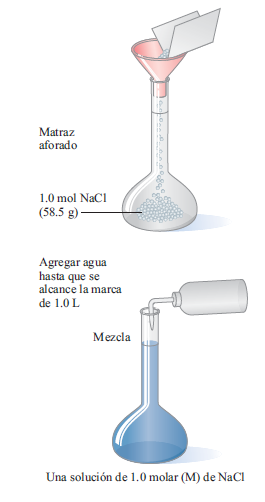 Matraz
aforado
1.0 mol NaCl
(58.5 g)
Agregar agua
hasta que se
alcance la marca
de 1.0 L
Mezcla
Una solución de 1.0 molar (M) de NaCl